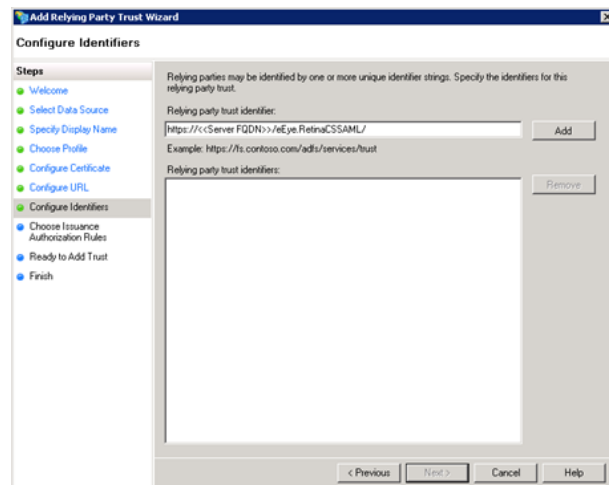 Add Relying Party Trust Wizard
Configure Identifiers
Steps
Welcome
Select Data Source
Specify Display Name
Choose Profile
Configure Certificate
Configure URL
Configure Identifiers
Choose Issuance
Authorization Rules
Ready to Add Trust
Finish
Relying parties may be identified by one or more unique identifier strings. Specify the identifiers for this
relying party trust.
Relying party trust identifier:
https://<<Server FQDN>>/eEye.RetinaCSSAML/
Add
Example: https://fs.contoso.com/adfs/services/trust
Relying party trust identifiers:
Remove
< Previous
Next >
Cancel
Help